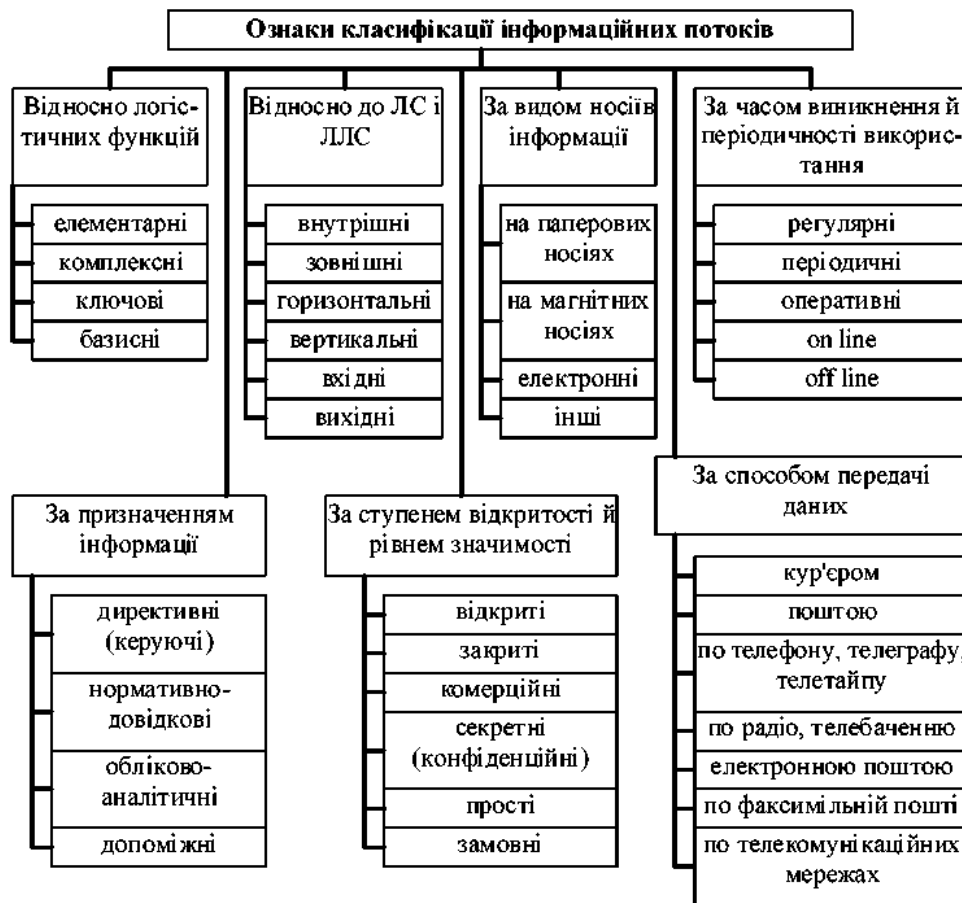 Ознаки класифікації інформаційних потоків
Відносно логіс-
тичних функцій
елементарні
комплексні
ключові
базисні
Відносно до ЛС і
ЛЛС
внутрішні
зовнішні
горизонтальні
вертикальні
вхідні
вихідні
За видом носіїв
інформації
на паперових
носіях
на магнітних
носіях
електронні
інші
За часом виникнення й
періодичності викорис-
тання
регулярні
періодичні
оперативні
on line
off line
За призначенням
інформації
директивні
(керуючі)
нормативно-
довідкові
обліково-
аналітичні
допоміжні
За ступенем відкритості й
рівнем значимості
відкриті
закриті
комерційні
секретні
(конфіденційні)
прості
замовні
За способом передачі
даних
кур'єром
поштою
по телефону, телеграфу,
телетайпу
по радіо, телебаченню
електронною поштою
по факсимільній пошті
по телекомунікаційних
мережах